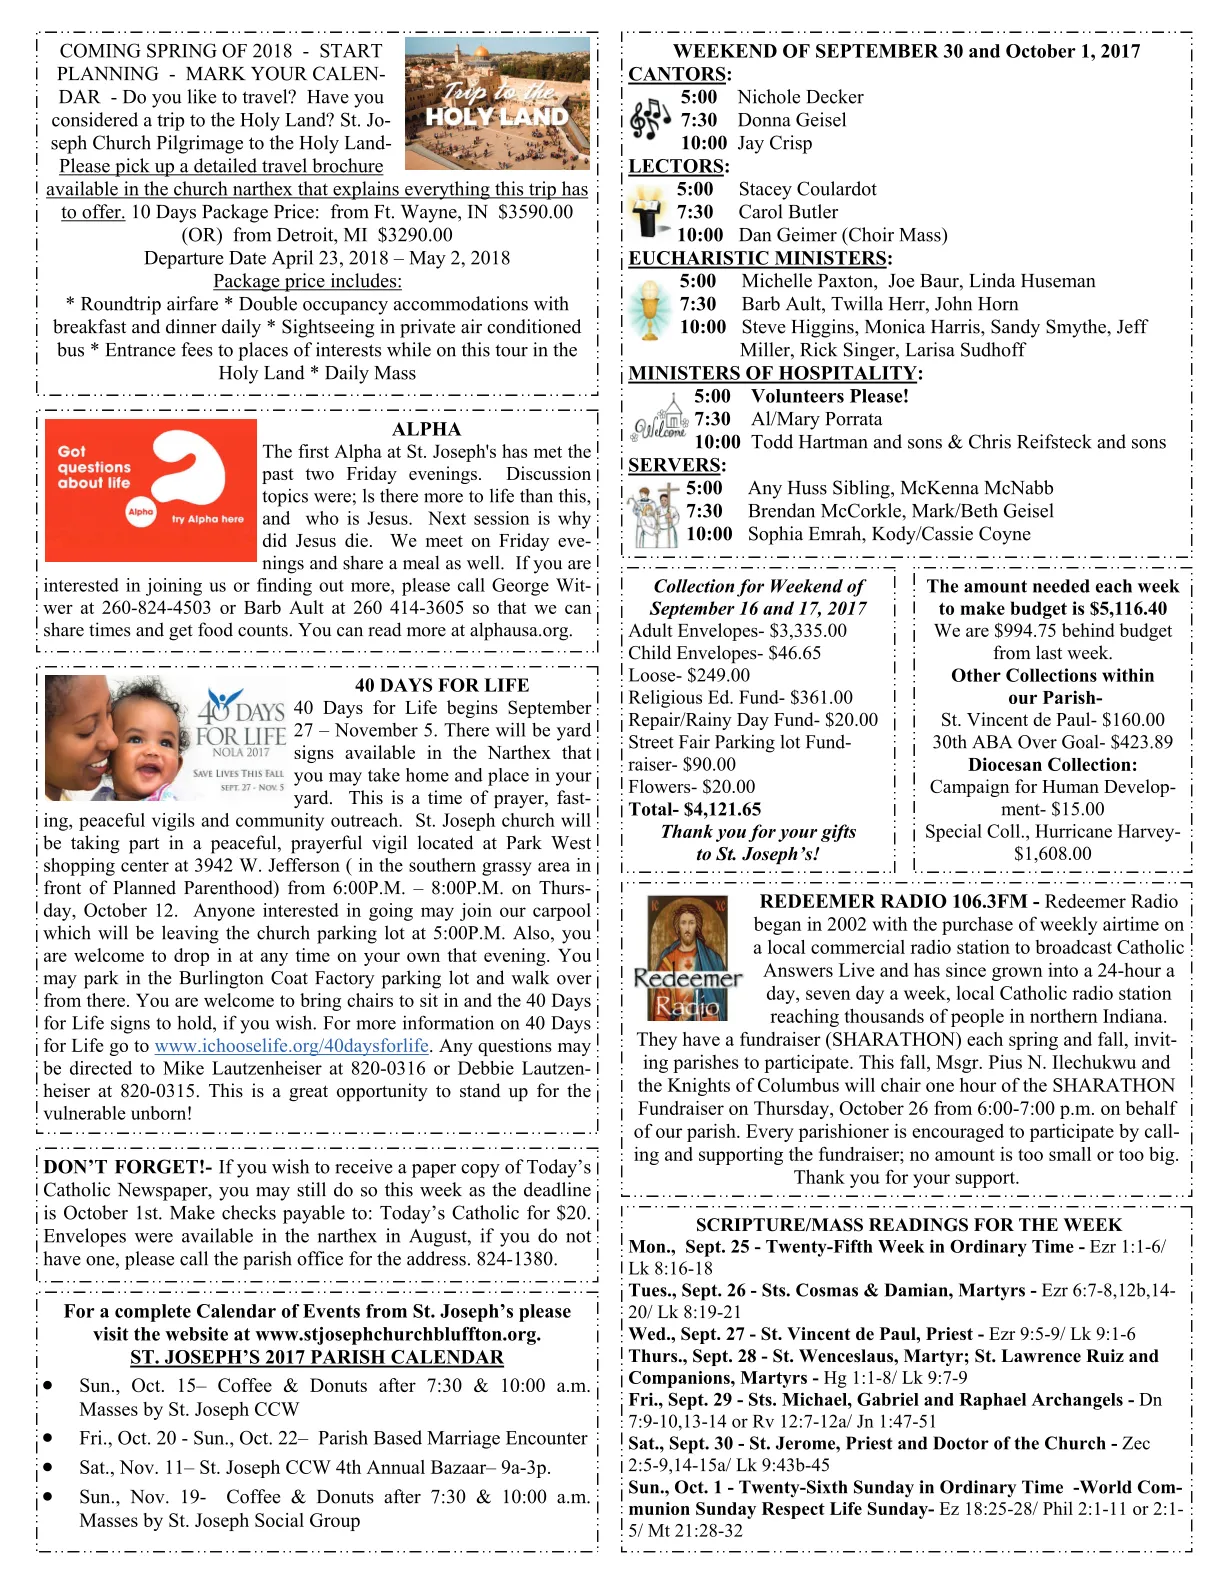 COMING SPRING OF 2018 - START
PLANNING - MARK YOUR CALEN-
DAR - Do you like to travel? Have you
considered a trip to the Holy Land? St. Jo-
seph Church Pilgrimage to the Holy Land-
Please pick up a detailed travel brochure
available in the church narthex that explains everything this trip has
to offer. 10 Days Package Price: from Ft. Wayne, IN $3590.00
(OR) from Detroit, MI $3290.00
Departure Date April 23, 2018 – May 2, 2018
Package price includes:
* Roundtrip airfare * Double occupancy accommodations with
breakfast and dinner daily * Sightseeing in private air conditioned
bus * Entrance fees to places of interests while on this tour in the
Holy Land * Daily Mass
Trip to the
HOLY LAND
Got
questions
about life
Alpha
try Alpha here
ALPHA
The first Alpha at St. Joseph's has met the
past two Friday evenings. Discussion
topics were; ls there more to life than this,
and who is Jesus. Next session is why
did Jesus die. We meet on Friday eve-
nings and share a meal as well. If you are
interested in joining us or finding out more, please call George Wit-
wer at 260-824-4503 or Barb Ault at 260 414-3605 so that we can
share times and get food counts. You can read more at alphausa.org.
40 DAYS
FOR LIFE
NOLA 2017
SAVE LIVES THIS FALL
SEPT. 27 - NOV. 5
40 DAYS FOR LIFE
40 Days for Life begins September
27 – November 5. There will be yard
signs available in the Narthex that
you may take home and place in your
yard. This is a time of prayer, fast-
ing, peaceful vigils and community outreach. St. Joseph church will
be taking part in a peaceful, prayerful vigil located at Park West
shopping center at 3942 W. Jefferson ( in the southern grassy area in
front of Planned Parenthood) from 6:00P.M. – 8:00P.M. on Thurs-
day, October 12. Anyone interested in going may join our carpool
which will be leaving the church parking lot at 5:00P.M. Also, you
are welcome to drop in at any time on your own that evening. You
may park in the Burlington Coat Factory parking lot and walk over
from there. You are welcome to bring chairs to sit in and the 40 Days
for Life signs to hold, if you wish. For more information on 40 Days
for Life go to www.ichooselife.org/40daysforlife. Any questions may
be directed to Mike Lautzenheiser at 820-0316 or Debbie Lautzen-
heiser at 820-0315. This is a great opportunity to stand up for the
vulnerable unborn!
DON'T FORGET!- If you wish to receive a paper copy of Today's
Catholic Newspaper, you may still do so this week as the deadline
is October 1st. Make checks payable to: Today's Catholic for $20.
Envelopes were available in the narthex in August, if you do not
have one, please call the parish office for the address. 824-1380.
For a complete Calendar of Events from St. Joseph's please
visit the website at www.stjosephchurchbluffton.org.
ST. JOSEPH'S 2017 PARISH CALENDAR
• Sun., Oct. 15– Coffee & Donuts after 7:30 & 10:00 a.m.
Masses by St. Joseph CCW
• Fri., Oct. 20 - Sun., Oct. 22– Parish Based Marriage Encounter
• Sat., Nov. 11– St. Joseph CCW 4th Annual Bazaar– 9a-3p.
• Sun., Nov. 19- Coffee & Donuts after 7:30 & 10:00 a.m.
Masses by St. Joseph Social Group
WEEKEND OF SEPTEMBER 30 and October 1, 2017
CANTORS:
5:00 Nichole Decker
7:30 Donna Geisel
10:00 Jay Crisp
LECTORS:
5:00 Stacey Coulardot
7:30 Carol Butler
10:00 Dan Geimer (Choir Mass)
EUCHARISTIC MINISTERS:
5:00 Michelle Paxton, Joe Baur, Linda Huseman
7:30 Barb Ault, Twilla Herr, John Horn
10:00 Steve Higgins, Monica Harris, Sandy Smythe, Jeff
Miller, Rick Singer, Larisa Sudhoff
MINISTERS OF HOSPITALITY:
Welcome
5:00 Volunteers Please!
7:30 Al/Mary Porrata
10:00 Todd Hartman and sons & Chris Reifsteck and sons
SERVERS:
5:00 Any Huss Sibling, McKenna McNabb
7:30 Brendan McCorkle, Mark/Beth Geisel
10:00 Sophia Emrah, Kody/Cassie Coyne
Collection for Weekend of
September 16 and 17, 2017
Adult Envelopes- $3,335.00
Child Envelopes- $46.65
Loose- $249.00
Religious Ed. Fund- $361.00
Repair/Rainy Day Fund- $20.00
Street Fair Parking lot Fund-
raiser- $90.00
Flowers- $20.00
Total- $4,121.65
Thank you for your gifts
to St. Joseph's!
The amount needed each week
to make budget is $5,116.40
We are $994.75 behind budget
from last week.
Other Collections within
our Parish-
St. Vincent de Paul- $160.00
30th ABA Over Goal- $423.89
Diocesan Collection:
Campaign for Human Develop-
ment- $15.00
Special Coll., Hurricane Harvey-
$1,608.00
IC XC
Redeemer
Radio
REDEEMER RADIO 106.3FM - Redeemer Radio
began in 2002 with the purchase of weekly airtime on
a local commercial radio station to broadcast Catholic
Answers Live and has since grown into a 24-hour a
day, seven day a week, local Catholic radio station
reaching thousands of people in northern Indiana.
They have a fundraiser (SHARATHON) each spring and fall, invit-
ing parishes to participate. This fall, Msgr. Pius N. Ilechukwu and
the Knights of Columbus will chair one hour of the SHARATHON
Fundraiser on Thursday, October 26 from 6:00-7:00 p.m. on behalf
of our parish. Every parishioner is encouraged to participate by call-
ing and supporting the fundraiser; no amount is too small or too big.
Thank you for your support.
SCRIPTURE/MASS READINGS FOR THE WEEK
Mon., Sept. 25 - Twenty-Fifth Week in Ordinary Time - Ezr 1:1-6/
Lk 8:16-18
Tues., Sept. 26 - Sts. Cosmas & Damian, Martyrs - Ezr 6:7-8,12b,14-
20/ Lk 8:19-21
Wed., Sept. 27 - St. Vincent de Paul, Priest - Ezr 9:5-9/ Lk 9:1-6
Thurs., Sept. 28 - St. Wenceslaus, Martyr; St. Lawrence Ruiz and
Companions, Martyrs - Hg 1:1-8/ Lk 9:7-9
Fri., Sept. 29 - Sts. Michael, Gabriel and Raphael Archangels - Dn
7:9-10,13-14 or Rv 12:7-12a/ Jn 1:47-51
Sat., Sept. 30 - St. Jerome, Priest and Doctor of the Church - Zec
2:5-9,14-15a/ Lk 9:43b-45
Sun., Oct. 1 - Twenty-Sixth Sunday in Ordinary Time -World Com-
munion Sunday Respect Life Sunday- Ez 18:25-28/ Phil 2:1-11 or 2:1-
5/ Mt 21:28-32